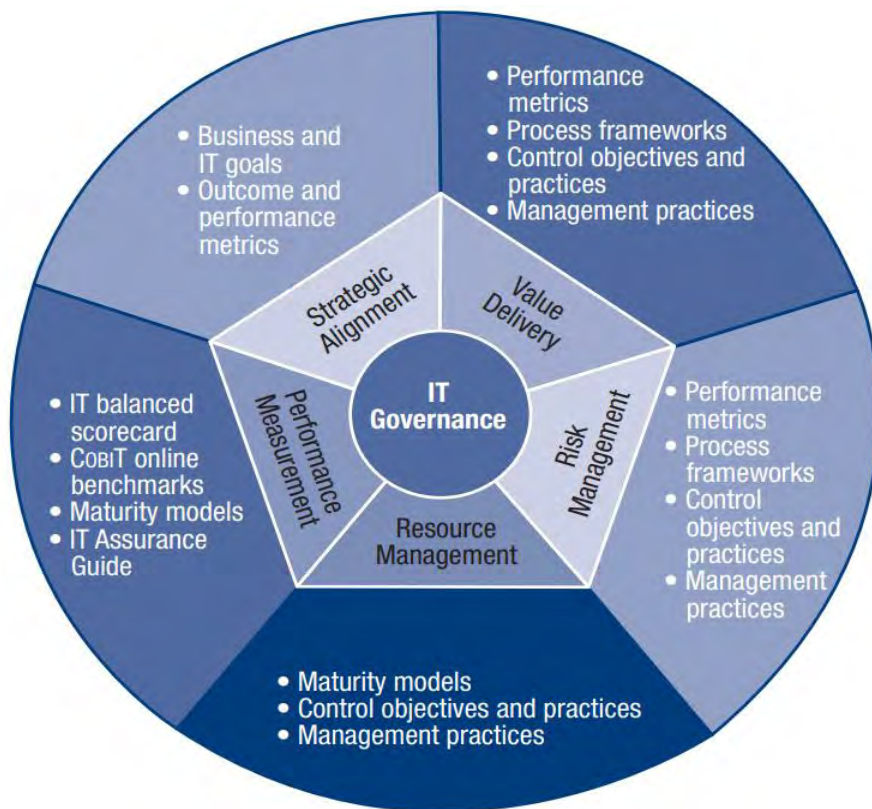 • Business and
IT goals
• Outcome and
performance
metrics
• Performance
metrics
• Process frameworks
• Control objectives and
practices
• Management practices
Strategic
Alignment
Value
Delivery
IT
Governance
Performance
Measurement
Risk
Management
Resource
Management
• IT balanced
scorecard
• COBIT online
benchmarks
• Maturity models
• IT Assurance
Guide
• Performance
metrics
• Process
frameworks
• Control
objectives and
practices
• Management
practices
• Maturity models
• Control objectives and practices
• Management practices